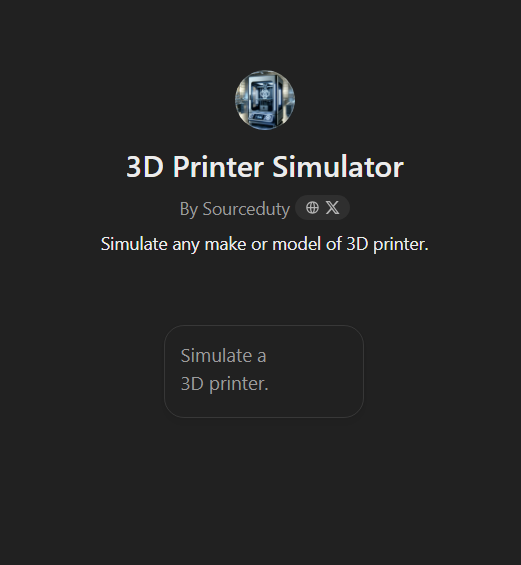 3D Printer Simulator
By Sourceduty
Simulate any make or model of 3D printer.
Simulate a
3D printer.